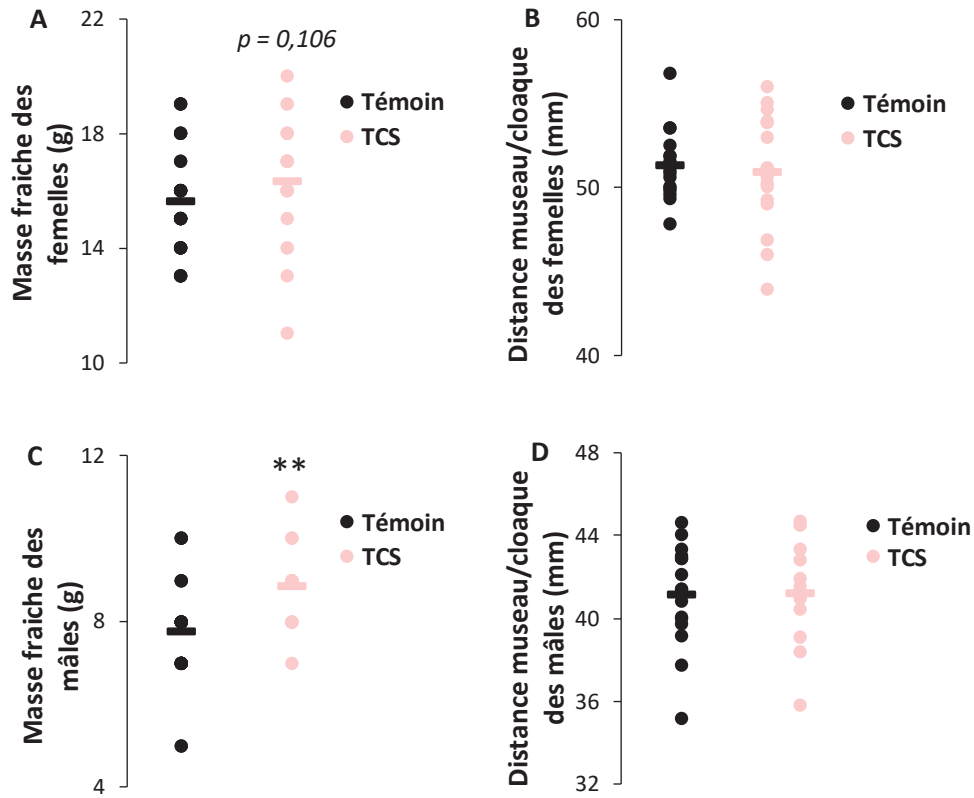 A
22
18
14
10
Masse fraiche des
femelles (g)
p = 0,106
Témoin
TCS
B
60
50
40
Distance museau/cloaque
des femelles (mm)
Témoin
TCS
C
12
8
4
Masse fraiche des
mâles (g)
**
Témoin
TCS
D
48
44
40
36
32
Distance museau/cloaque
des mâles (mm)
Témoin
TCS